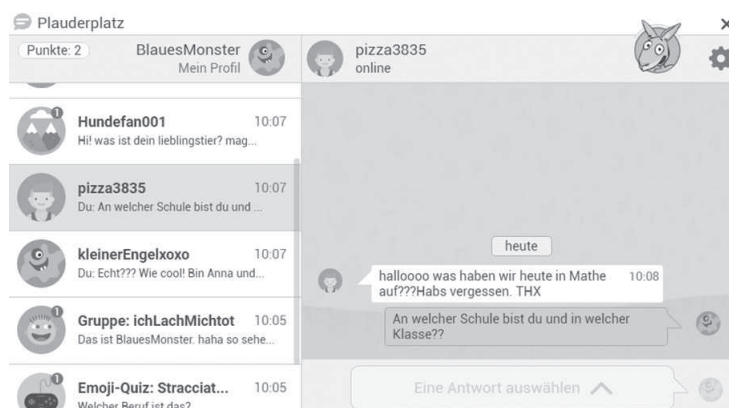 Plauderplatz
Punkte: 2
BlauesMonster
Mein Profil
Hundefan001 10:07
Hi! was ist dein lieblingstier? mag...
pizza3835 10:07
Du: An welcher Schule bist du und ...
kleinerEngelxoxo 10:07
Du: Echt??? Wie cool! Bin Anna und...
Gruppe: ichLachMichtot 10:05
Das ist BlauesMonster. haha so sehe...
Emoji-Quiz: Stracciat... 10:05
Welcher Beruf ist das?
pizza3835
online
heute
halloooo was haben wir heute in Mathe 10:08
auf???Habs vergessen. THX
An welcher Schule bist du und in welcher
Klasse??
Eine Antwort auswählen